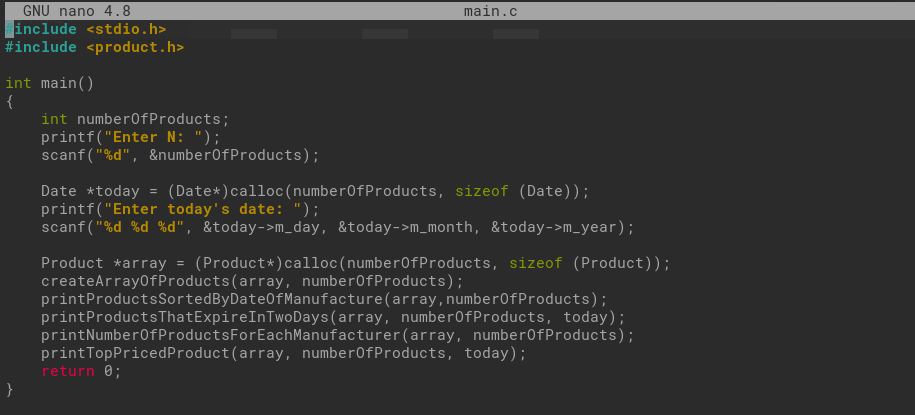 GNU nano 4.8 main.c
#include <stdio.h>
#include <product.h>
int main()
{
    int numberOfProducts;
    printf("Enter N: ");
    scanf("%d", &numberOfProducts);
    Date *today = (Date*)calloc(numberOfProducts, sizeof (Date));
    printf("Enter today's date: ");
    scanf("%d %d %d", &today->m_day, &today->m_month, &today->m_year);
    Product *array = (Product*)calloc(numberOfProducts, sizeof (Product));
    createArrayOfProducts(array, numberOfProducts);
    printProductsSortedByDateOfManufacture(array,numberOfProducts);
    printProductsThatExpireInTwoDays(array, numberOfProducts, today);
    printNumberOfProductsForEachManufacturer(array, numberOfProducts);
    printTopPricedProduct(array, numberOfProducts, today);
    return 0;
}